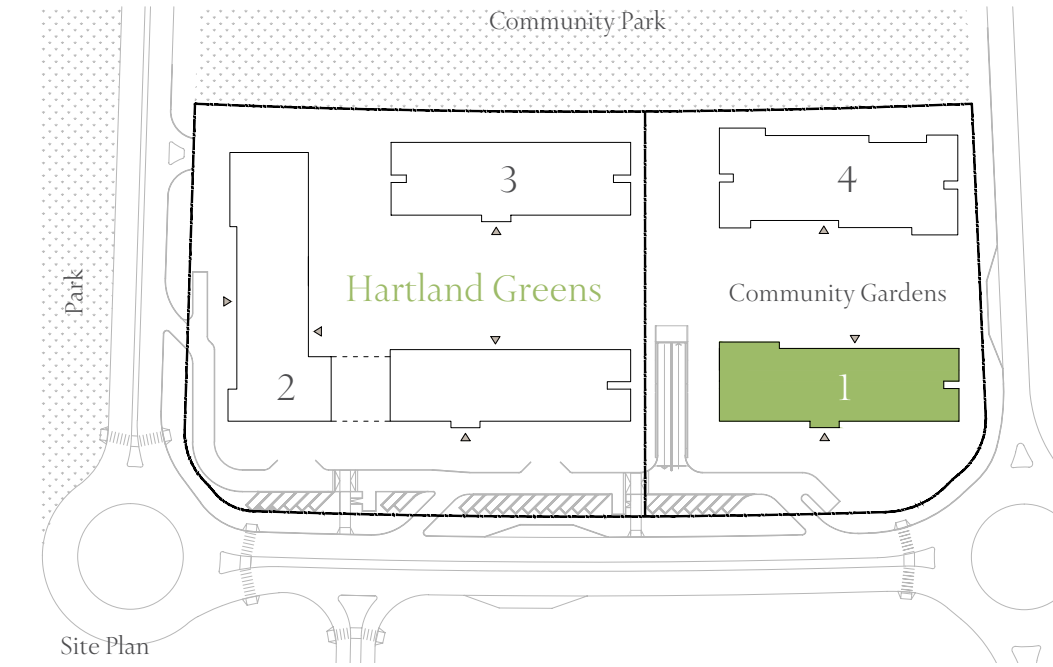 Community Park
3
4
Park
Hartland Greens
Community Gardens
2
1
Site Plan